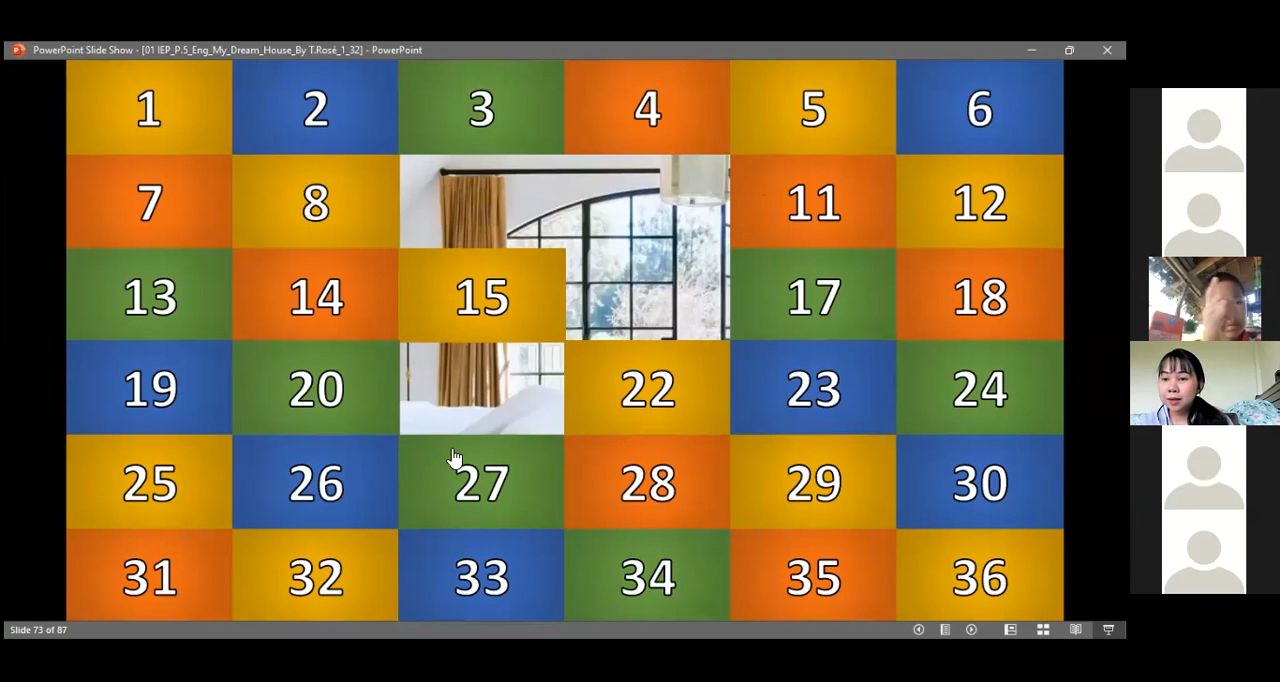 PowerPoint Slide Show - [01 IEP_P.5_Eng_My_Dream_House_By T.Rosé_1_32] - PowerPoint
1 2 3 4 5 6
7 8 11 12
13 14 15 17 18
19 20 22 23 24
25 26 27 28 29 30
31 32 33 34 35 36
Slide 73 of 87